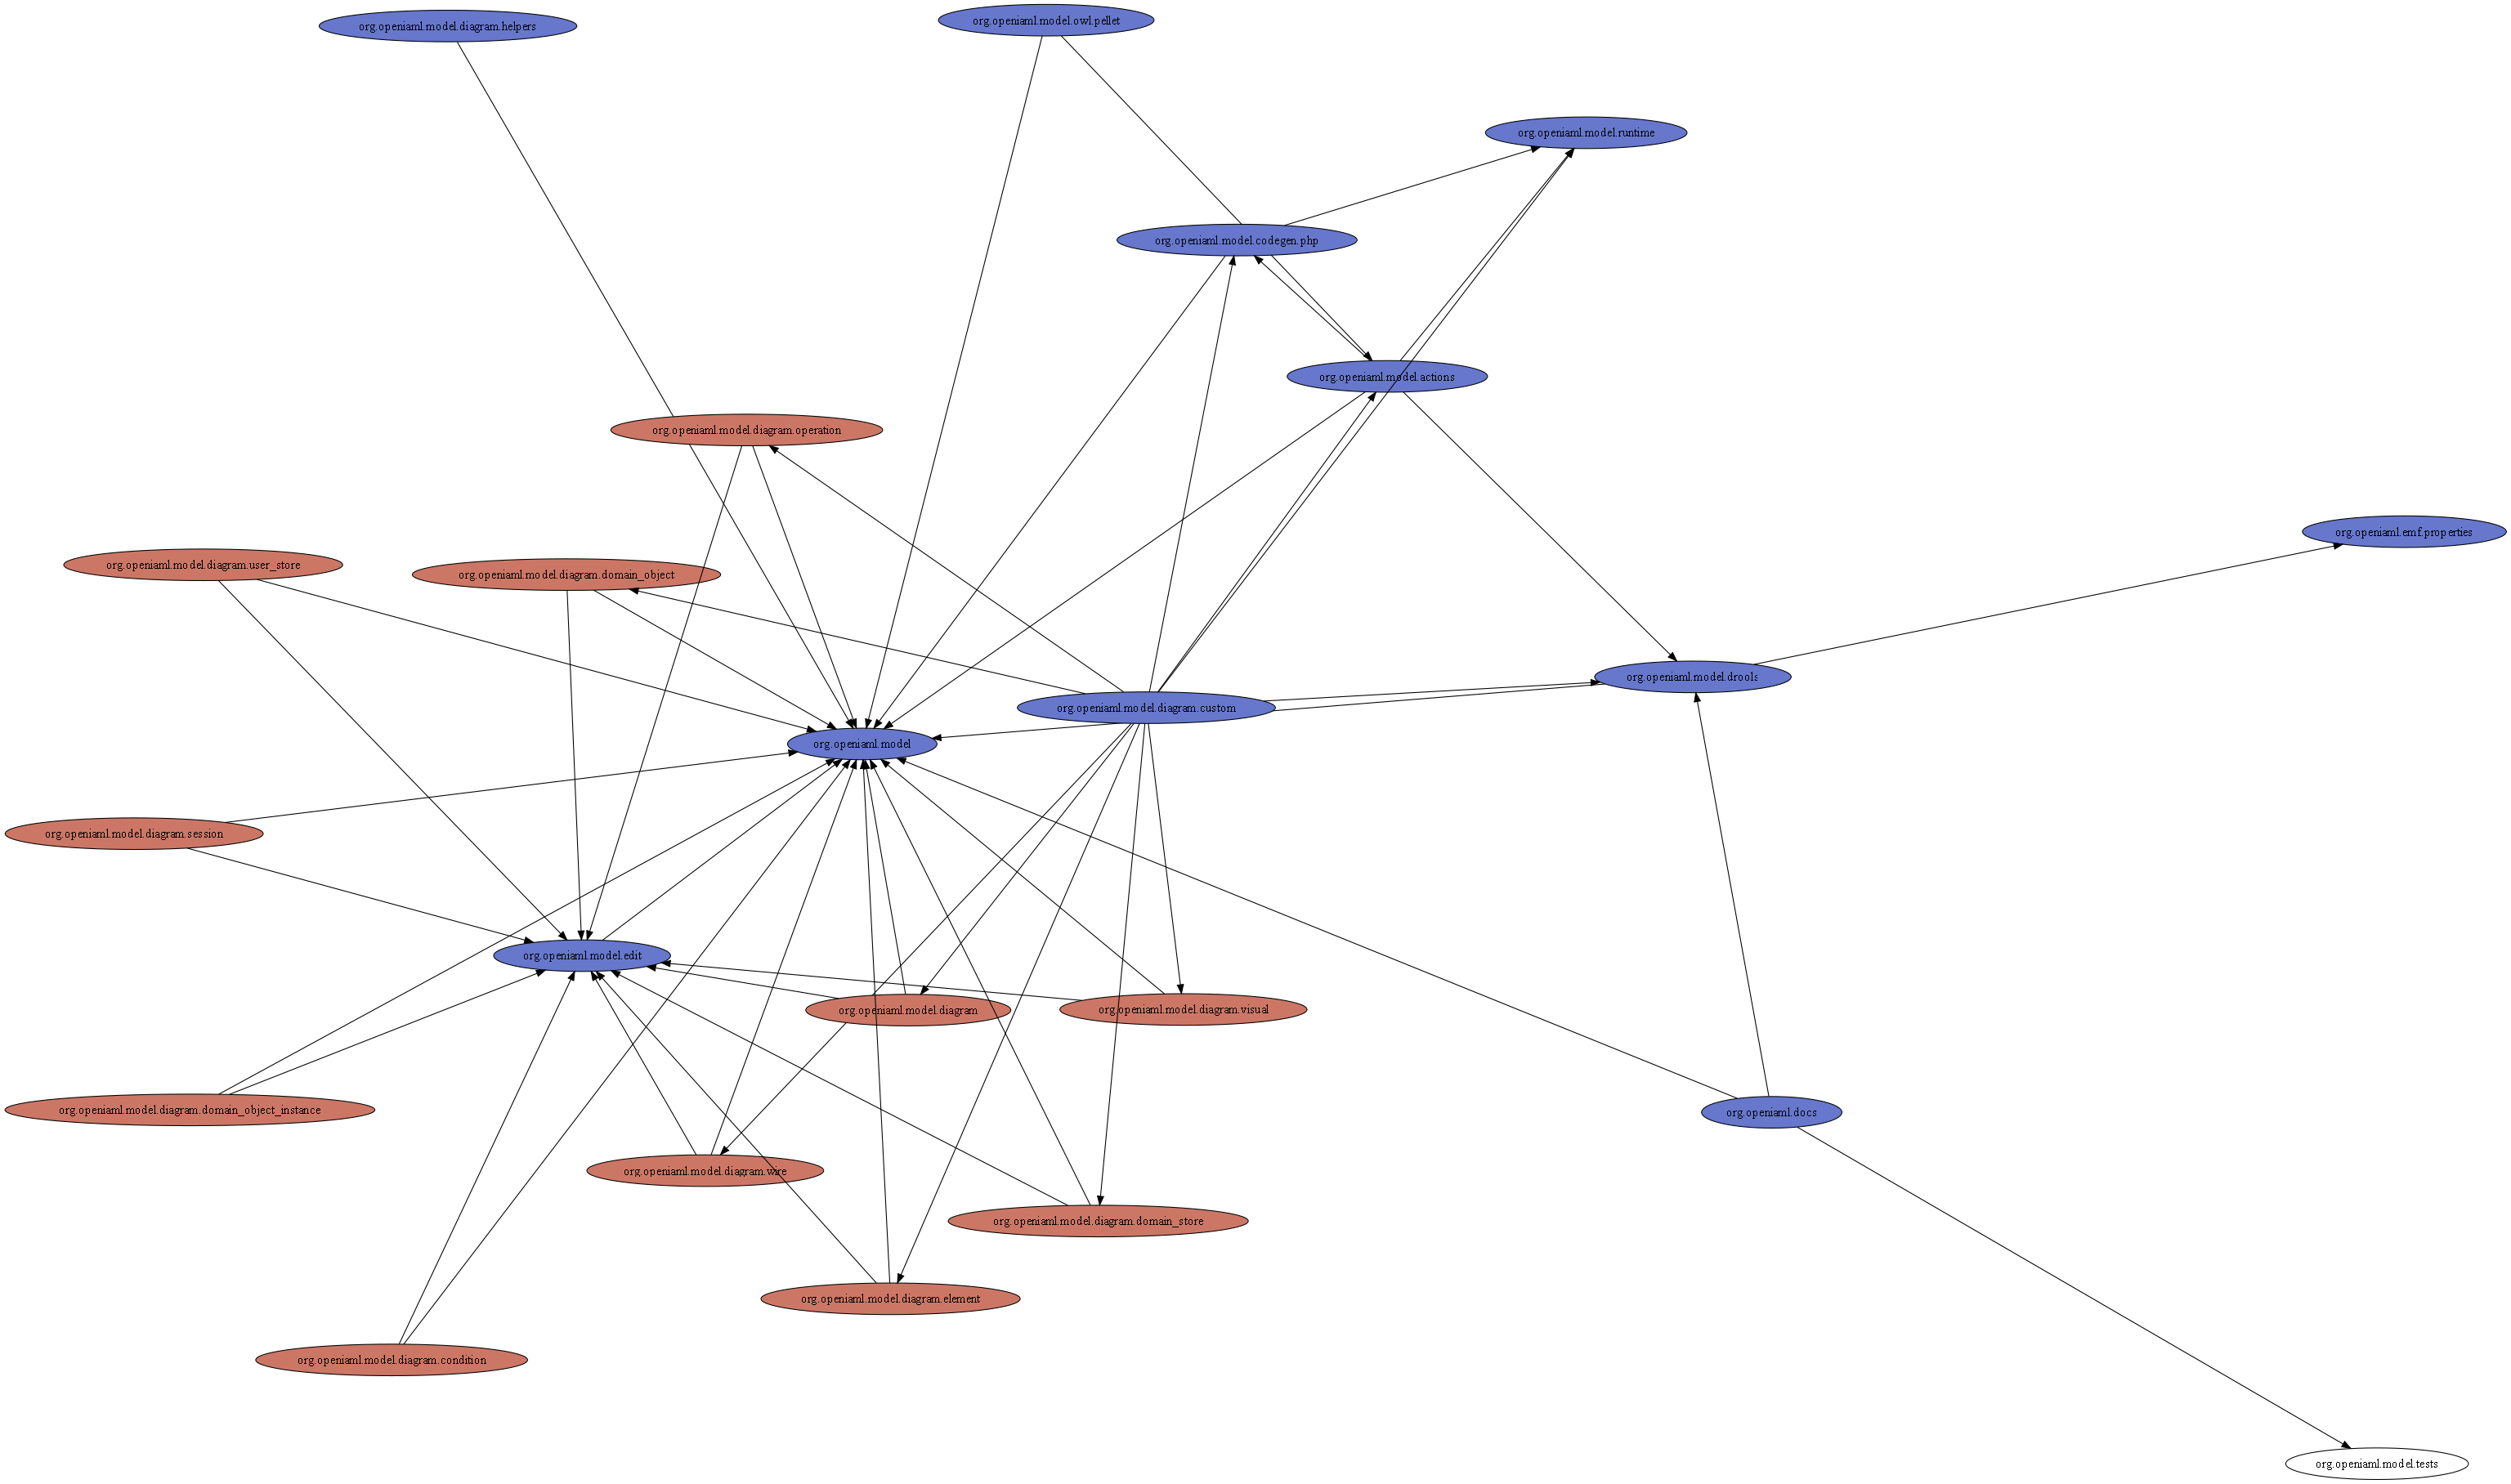 org.openiaml.model.owl.pellet
org.openiaml.model.diagram.helpers
org.openiaml.model.runtime
org.openiaml.model.codegen.php
org.openiaml.model.actions
org.openiaml.model.diagram.operation
org.openiaml.emf.properties
org.openiaml.model.diagram.user_store
org.openiaml.model.diagram.domain_object
org.openiaml.model.drools
org.openiaml.model.diagram.custom
org.openiaml.model
org.openiaml.model.diagram.session
org.openiaml.model.edit
org.openiaml.model.diagram
org.openiaml.model.diagram.visual
org.openiaml.model.diagram.domain_object_instance
org.openiaml.docs
org.openiaml.model.diagram.wire
org.openiaml.model.diagram.domain_store
org.openiaml.model.diagram.element
org.openiaml.model.diagram.condition
org.openiaml.model.tests